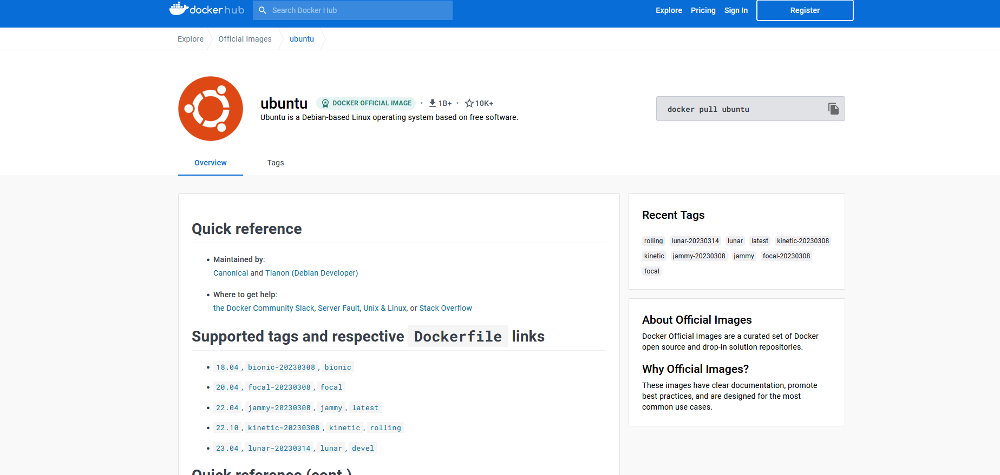 dockerhub
Search Docker Hub
Explore Pricing Sign In Register
Explore Official Images ubuntu
ubuntu DOCKER OFFICIAL IMAGE • 1B+ • 10K+
Ubuntu is a Debian-based Linux operating system based on free software.
docker pull ubuntu
Overview Tags
Quick reference
• Maintained by:
Canonical and Tianon (Debian Developer)
• Where to get help:
the Docker Community Slack, Server Fault, Unix & Linux, or Stack Overflow
Supported tags and respective Dockerfile links
• 18.04, bionic-20230308, bionic
• 20.04, focal-20230308, focal
• 22.04, jammy-20230308, jammy, latest
• 22.10, kinetic-20230308, kinetic, rolling
• 23.04, lunar-20230314, lunar, devel
Quick reference (cont.)
Recent Tags
rolling lunar-20230314 lunar latest kinetic-20230308
kinetic jammy-20230308 jammy focal-20230308
focal
About Official Images
Docker Official Images are a curated set of Docker
open source and drop-in solution repositories.
Why Official Images?
These images have clear documentation, promote
best practices, and are designed for the most
common use cases.